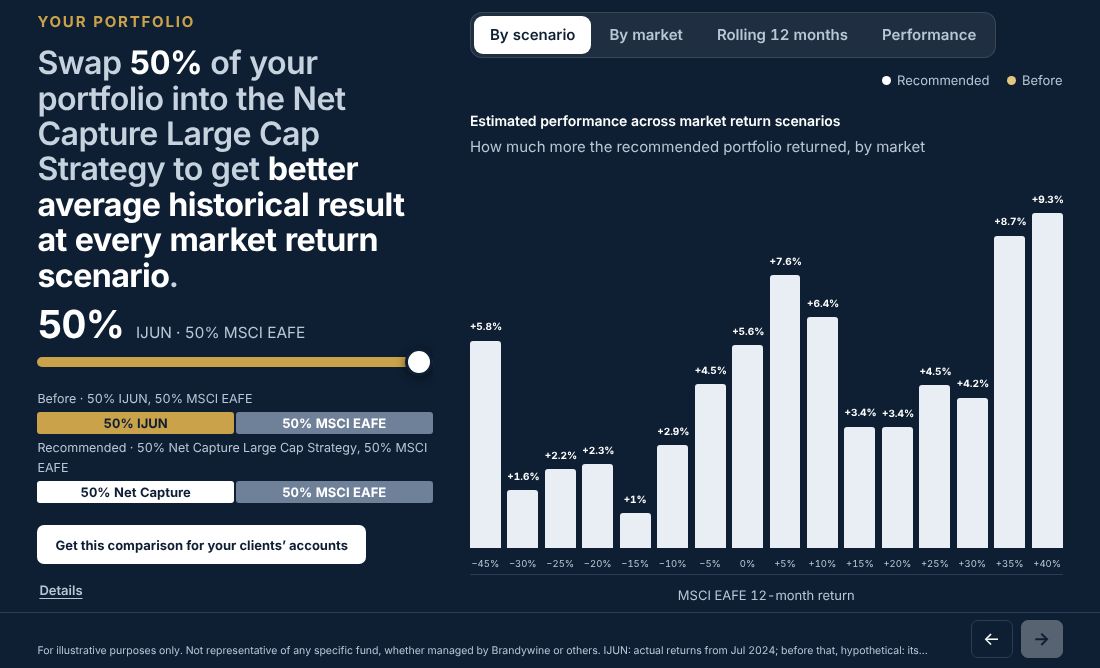 YOUR PORTFOLIO
Swap 50% of your
portfolio into the Net
Capture Large Cap
Strategy to get better
average historical result
at every market return
scenario.
50% IJUN · 50% MSCI EAFE
Before · 50% IJUN, 50% MSCI EAFE
50% IJUN 50% MSCI EAFE
Recommended · 50% Net Capture Large Cap Strategy, 50% MSCI
EAFE
50% Net Capture 50% MSCI EAFE
Get this comparison for your clients’ accounts
Details
By scenario By market Rolling 12 months Performance
Recommended Before
Estimated performance across market return scenarios
How much more the recommended portfolio returned, by market
+5.8% +1.6% +2.2% +2.3% +1% +2.9% +4.5% +5.6% +7.6% +6.4% +3.4% +3.4% +4.5% +4.2% +8.7% +9.3%
−45% −30% −25% −20% −15% −10% −5% 0% +5% +10% +15% +20% +25% +30% +35% +40%
MSCI EAFE 12-month return
For illustrative purposes only. Not representative of any specific fund, whether managed by Brandywine or others. IJUN: actual returns from Jul 2024; before that, hypothetical: its...
← →